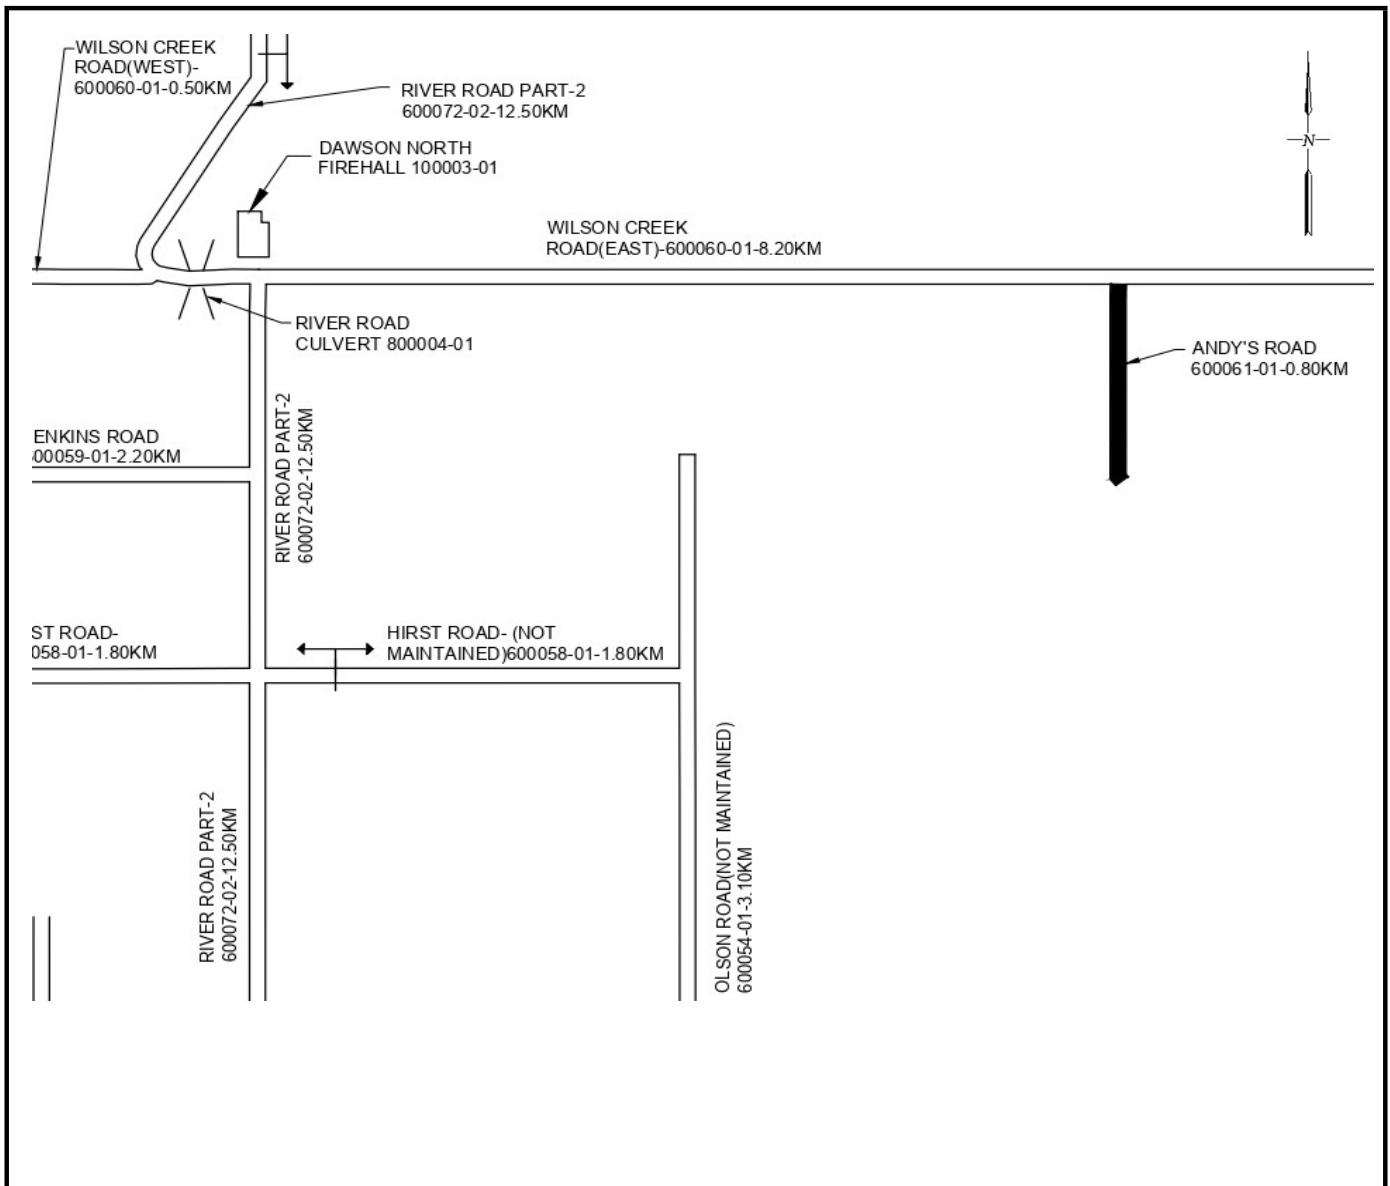 WILSON CREEK
ROAD(WEST)-
600060-01-0.50KM
RIVER ROAD PART-2
600072-02-12.50KM
DAWSON NORTH
FIREHALL 100003-01
N
WILSON CREEK
ROAD(EAST)-600060-01-8.20KM
RIVER ROAD
CULVERT 800004-01
ANDY'S ROAD
600061-01-0.80KM
RIVER ROAD PART-2
600072-02-12.50KM
ENKINS ROAD
00059-01-2.20KM
ST ROAD-
058-01-1.80KM
HIRST ROAD- (NOT
MAINTAINED)600058-01-1.80KM
RIVER ROAD PART-2
600072-02-12.50KM
OLSON ROAD(NOT MAINTAINED)
600054-01-3.10KM